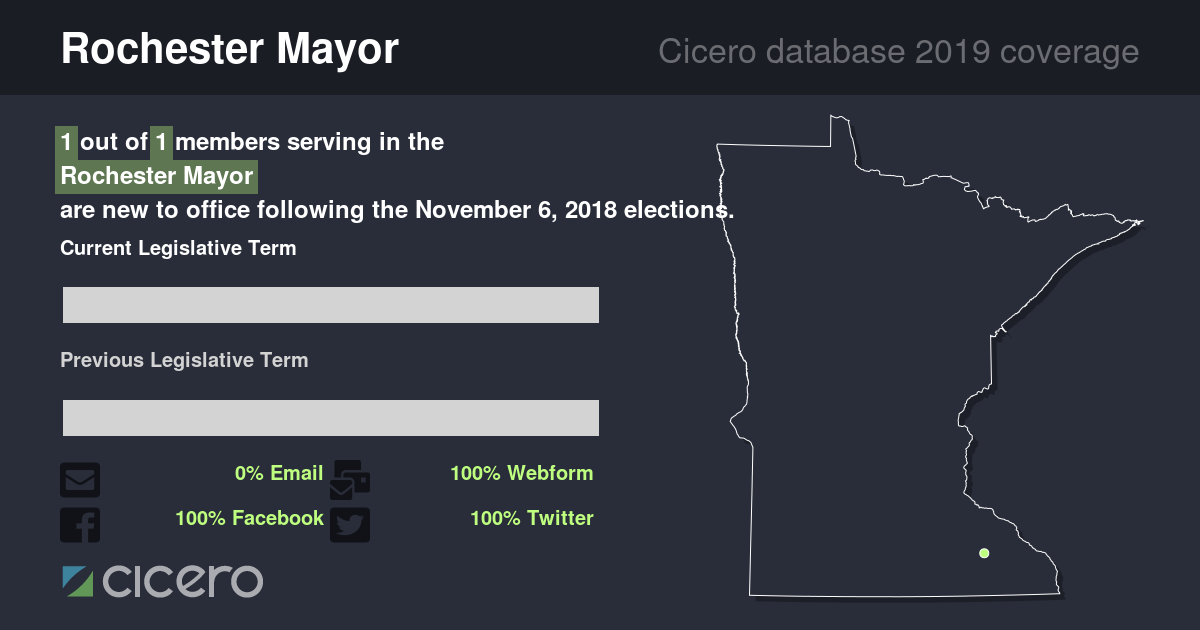 Rochester Mayor
Cicero database 2019 coverage
1 out of 1 members serving in the
Rochester Mayor
are new to office following the November 6, 2018 elections.
Current Legislative Term
Previous Legislative Term
0% Email
100% Webform
100% Facebook
100% Twitter
cicero